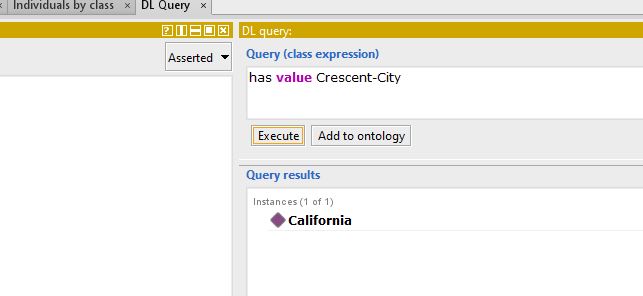 Individuals by class × DL Query ×
DL query:
Asserted
Query (class expression)
has value Crescent-City
Execute Add to ontology
Query results
Instances (1 of 1)
California